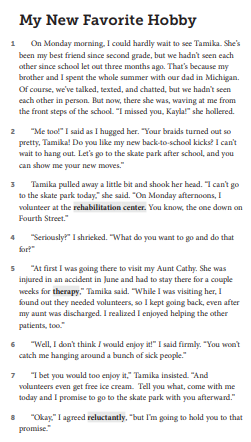 My New Favorite Hobby
1 On Monday morning, I could hardly wait to see Tamika. She's
been my best friend since second grade, but we hadn't seen each
other since school let out three months ago. That's because my
brother and I spent the whole summer with our dad in Michigan.
Of course, we've talked, texted, and chatted, but we hadn't seen
each other in person. But now, there she was, waving at me from
the front steps of the school. "I missed you, Kayla!" she hollered.
2 "Me too!" I said as I hugged her. "Your braids turned out so
pretty, Tamika! Do you like my new back-to-school kicks? I can't
wait to hang out. Let's go to the skate park after school, and you
can show me your new moves."
3 Tamika pulled away a little bit and shook her head. "I can't go
to the skate park today," she said. "On Monday afternoons, I
volunteer at the rehabilitation center. You know, the one down on
Fourth Street."
4 "Seriously?" I shrieked. "What do you want to go and do that
for?"
5 "At first I was going there to visit my Aunt Cathy. She was
injured in an accident in June and had to stay there for a couple
weeks for therapy," Tamika said. "While I was visiting her, I
found out they needed volunteers, so I kept going back, even after
my aunt was discharged. I realized I enjoyed helping the other
patients, too."
6 "Well, I don't think I would enjoy it!" I said firmly. "You won't
catch me hanging around a bunch of sick people."
7 "I bet you would too enjoy it," Tamika insisted. "And
volunteers even get free ice cream. Tell you what, come with me
today and I promise to go to the skate park with you afterward."
8 "Okay," I agreed reluctantly, "but I'm going to hold you to that
promise."